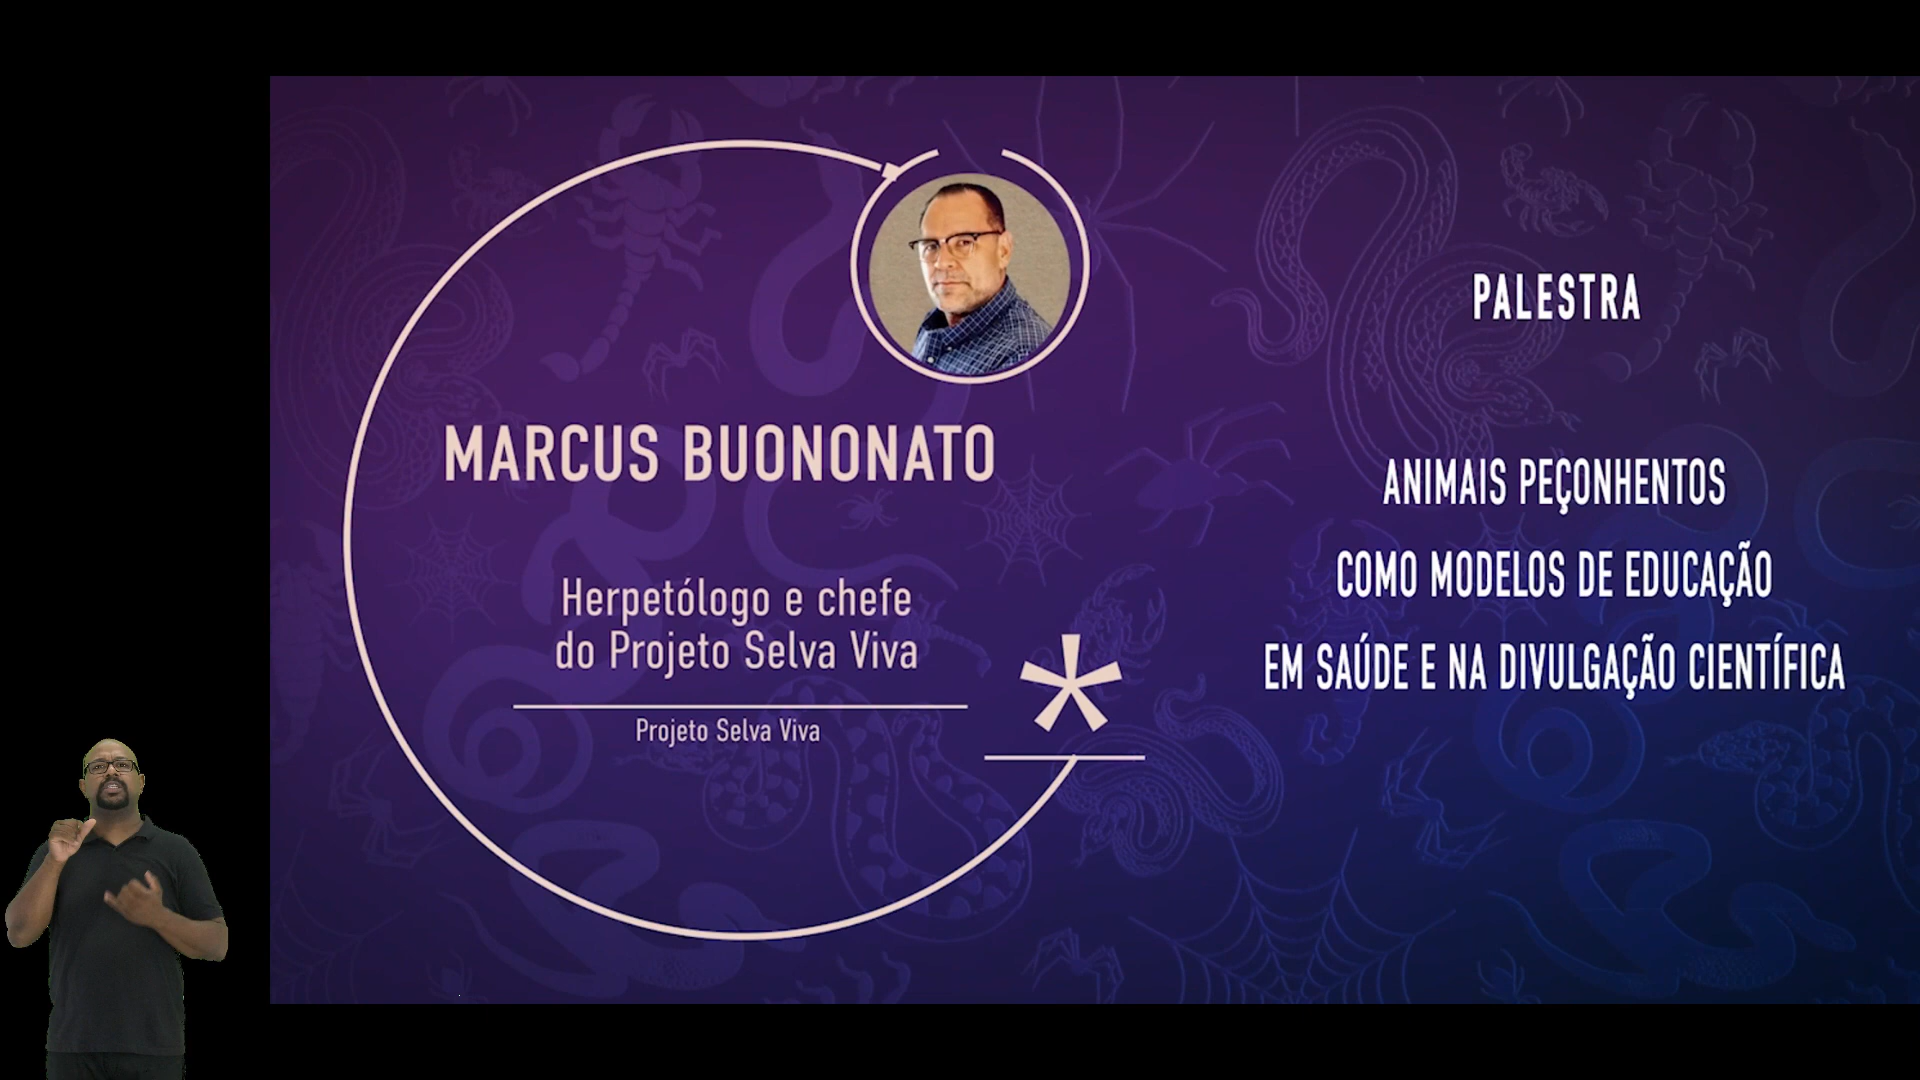 MARCUS BUONONATO
Herpetólogo e chefe
do Projeto Selva Viva
Projeto Selva Viva
*
PALESTRA
ANIMAIS PEÇONHENTOS
COMO MODELOS DE EDUCAÇÃO
EM SAÚDE E NA DIVULGAÇÃO CIENTÍFICA